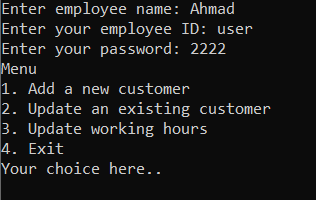 Enter employee name: Ahmad
Enter your employee ID: user
Enter your password: 2222
Menu
1. Add a new customer
2. Update an existing customer
3. Update working hours
4. Exit
Your choice here..